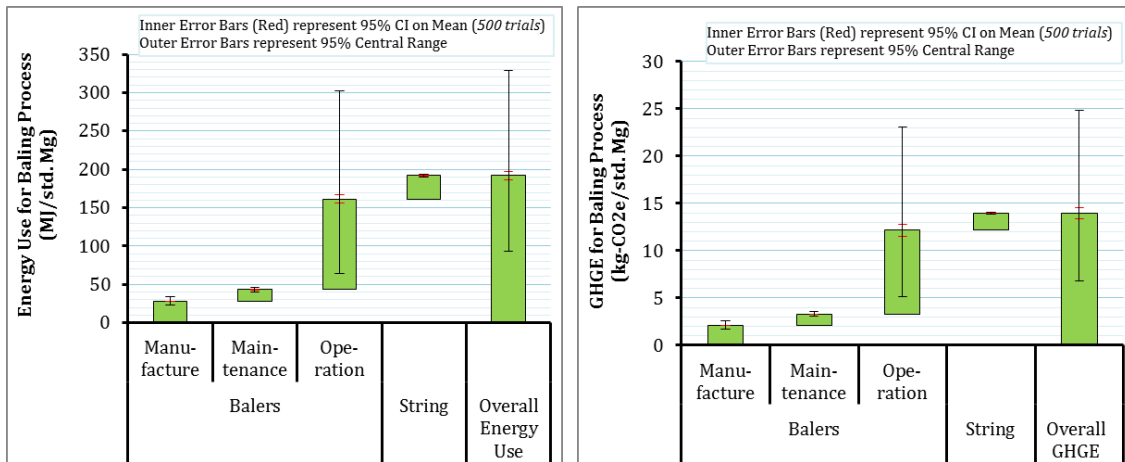 Inner Error Bars (Red) represent 95% CI on Mean (500 trials)
Outer Error Bars represent 95% Central Range
Energy Use for Baling Process
(MJ/std.Mg)
350
300
250
200
150
100
50
0
Manu-
facture
Main-
tenance
Ope-
ration
Balers
String
Overall
Energy
Use
Inner Error Bars (Red) represent 95% CI on Mean (500 trials)
Outer Error Bars represent 95% Central Range
GHGE for Baling Process
(kg-CO2e/std.Mg)
30
25
20
15
10
5
0
Manu-
facture
Main-
tenance
Ope-
ration
Balers
String
Overall
GHGE